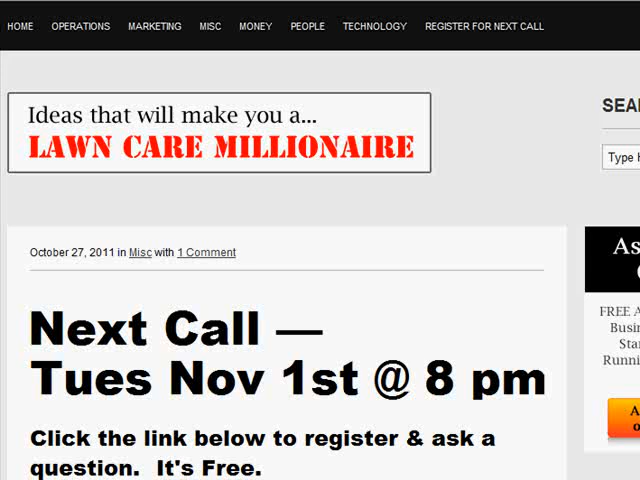 HOME OPERATIONS MARKETING MISC MONEY PEOPLE TECHNOLOGY REGISTER FOR NEXT CALL
Ideas that will make you a...
LAWN CARE MILLIONAIRE
October 27, 2011 in Misc with 1 Comment
Next Call —
Tues Nov 1st @ 8 pm
Click the link below to register & ask a
question. It's Free.
Type
FREE